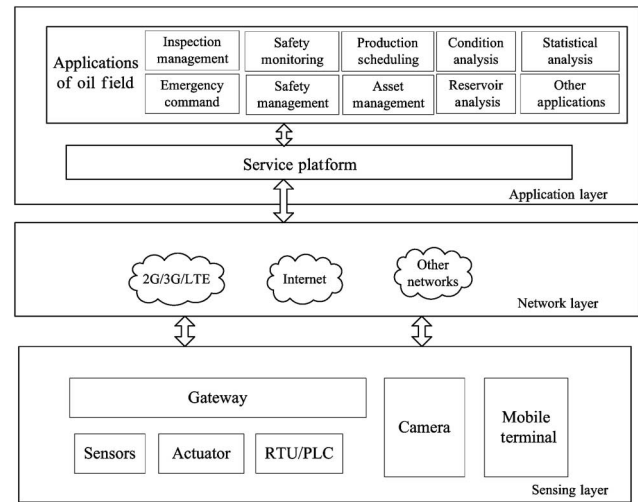 Applications
of oil field
Inspection
management
Safety
monitoring
Production
scheduling
Condition
analysis
Statistical
analysis
Emergency
command
Safety
management
Asset
management
Reservoir
analysis
Other
applications
Service platform
Application layer
2G/3G/LTE
Internet
Other
networks
Network layer
Gateway
Sensors
Actuator
RTU/PLC
Camera
Mobile
terminal
Sensing layer